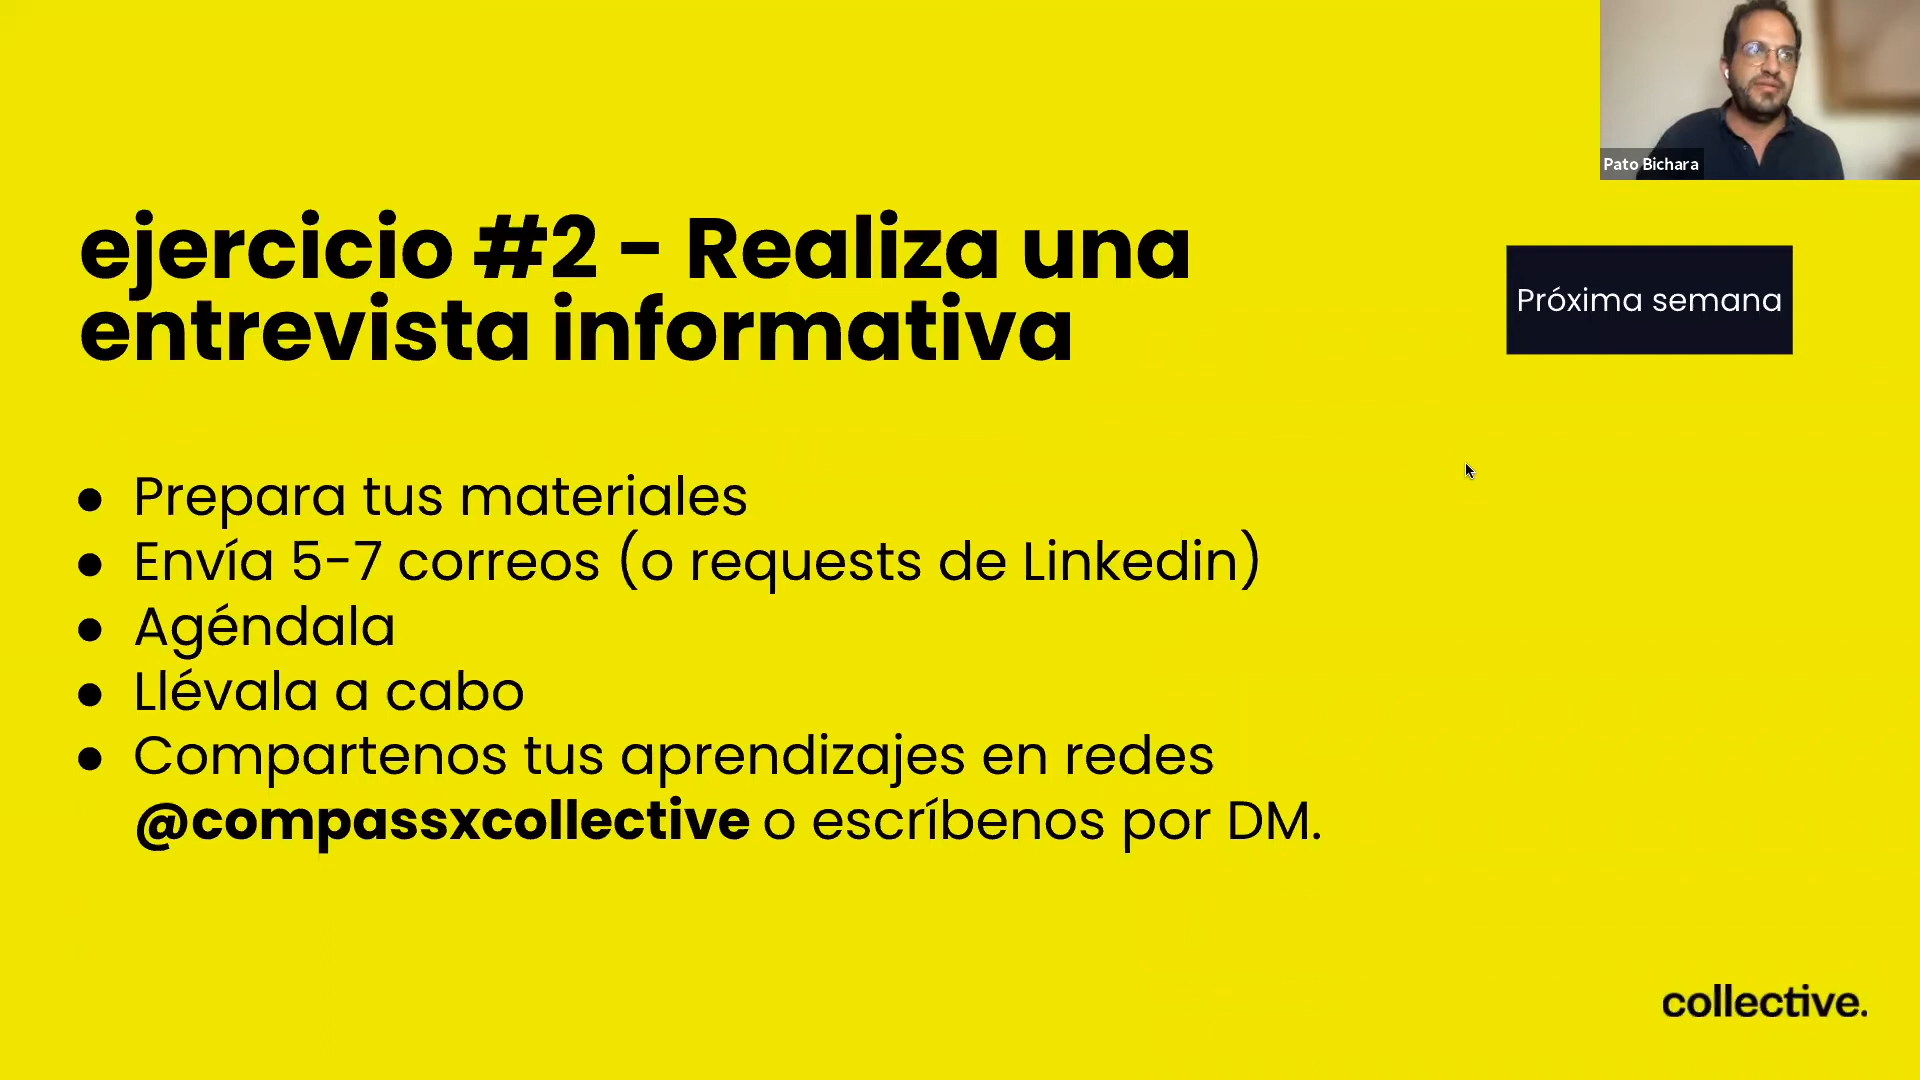 Pato Bichara
ejercicio #2 - Realiza una
entrevista informativa
Próxima semana
● Prepara tus materiales
● Envía 5-7 correos (o requests de Linkedin)
● Agéndala
● Llévala a cabo
● Compartenos tus aprendizajes en redes
@compassxcollective o escríbenos por DM.
collective.